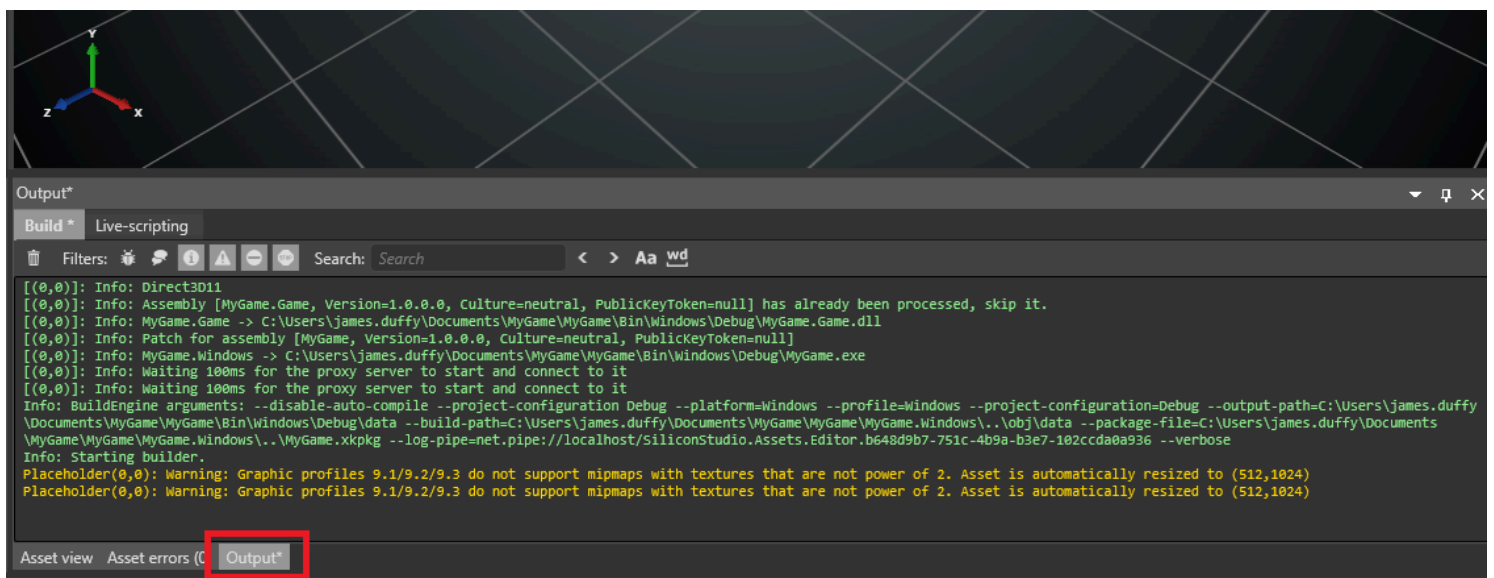 Y
Z
X
Output*
Build * Live-scripting
Filters: Search: Search < > Aa wd
[(0,0)]: Info: Direct3D11
[(0,0)]: Info: Assembly [MyGame.Game, Version=1.0.0.0, Culture=neutral, PublicKeyToken=null] has already been processed, skip it.
[(0,0)]: Info: MyGame.Game -> C:\Users\james.duffy\Documents\MyGame\MyGame\Bin\Windows\Debug\MyGame.Game.dll
[(0,0)]: Info: Patch for assembly [MyGame, Version=1.0.0.0, Culture=neutral, PublicKeyToken=null]
[(0,0)]: Info: MyGame.Windows -> C:\Users\james.duffy\Documents\MyGame\MyGame\Bin\Windows\Debug\MyGame.exe
[(0,0)]: Info: Waiting 100ms for the proxy server to start and connect to it
[(0,0)]: Info: Waiting 100ms for the proxy server to start and connect to it
Info: BuildEngine arguments: --disable-auto-compile --project-configuration Debug --platform=Windows --profile=Windows --project-configuration=Debug --output-path=C:\Users\james.duffy
\Documents\MyGame\MyGame\Bin\Windows\Debug\data --build-path=C:\Users\james.duffy\Documents\MyGame\MyGame\MyGame.Windows\..\obj\data --package-file=C:\Users\james.duffy\Documents
\MyGame\MyGame\MyGame.Windows\..\MyGame.xkpkg --log-pipe=net.pipe://localhost/SiliconStudio.Assets.Editor.b648d9b7-751c-4b9a-b3e7-102ccda0a936 --verbose
Info: Starting builder.
Placeholder(0,0): Warning: Graphic profiles 9.1/9.2/9.3 do not support mipmaps with textures that are not power of 2. Asset is automatically resized to (512,1024)
Placeholder(0,0): Warning: Graphic profiles 9.1/9.2/9.3 do not support mipmaps with textures that are not power of 2. Asset is automatically resized to (512,1024)
Asset view Asset errors (0 Output*